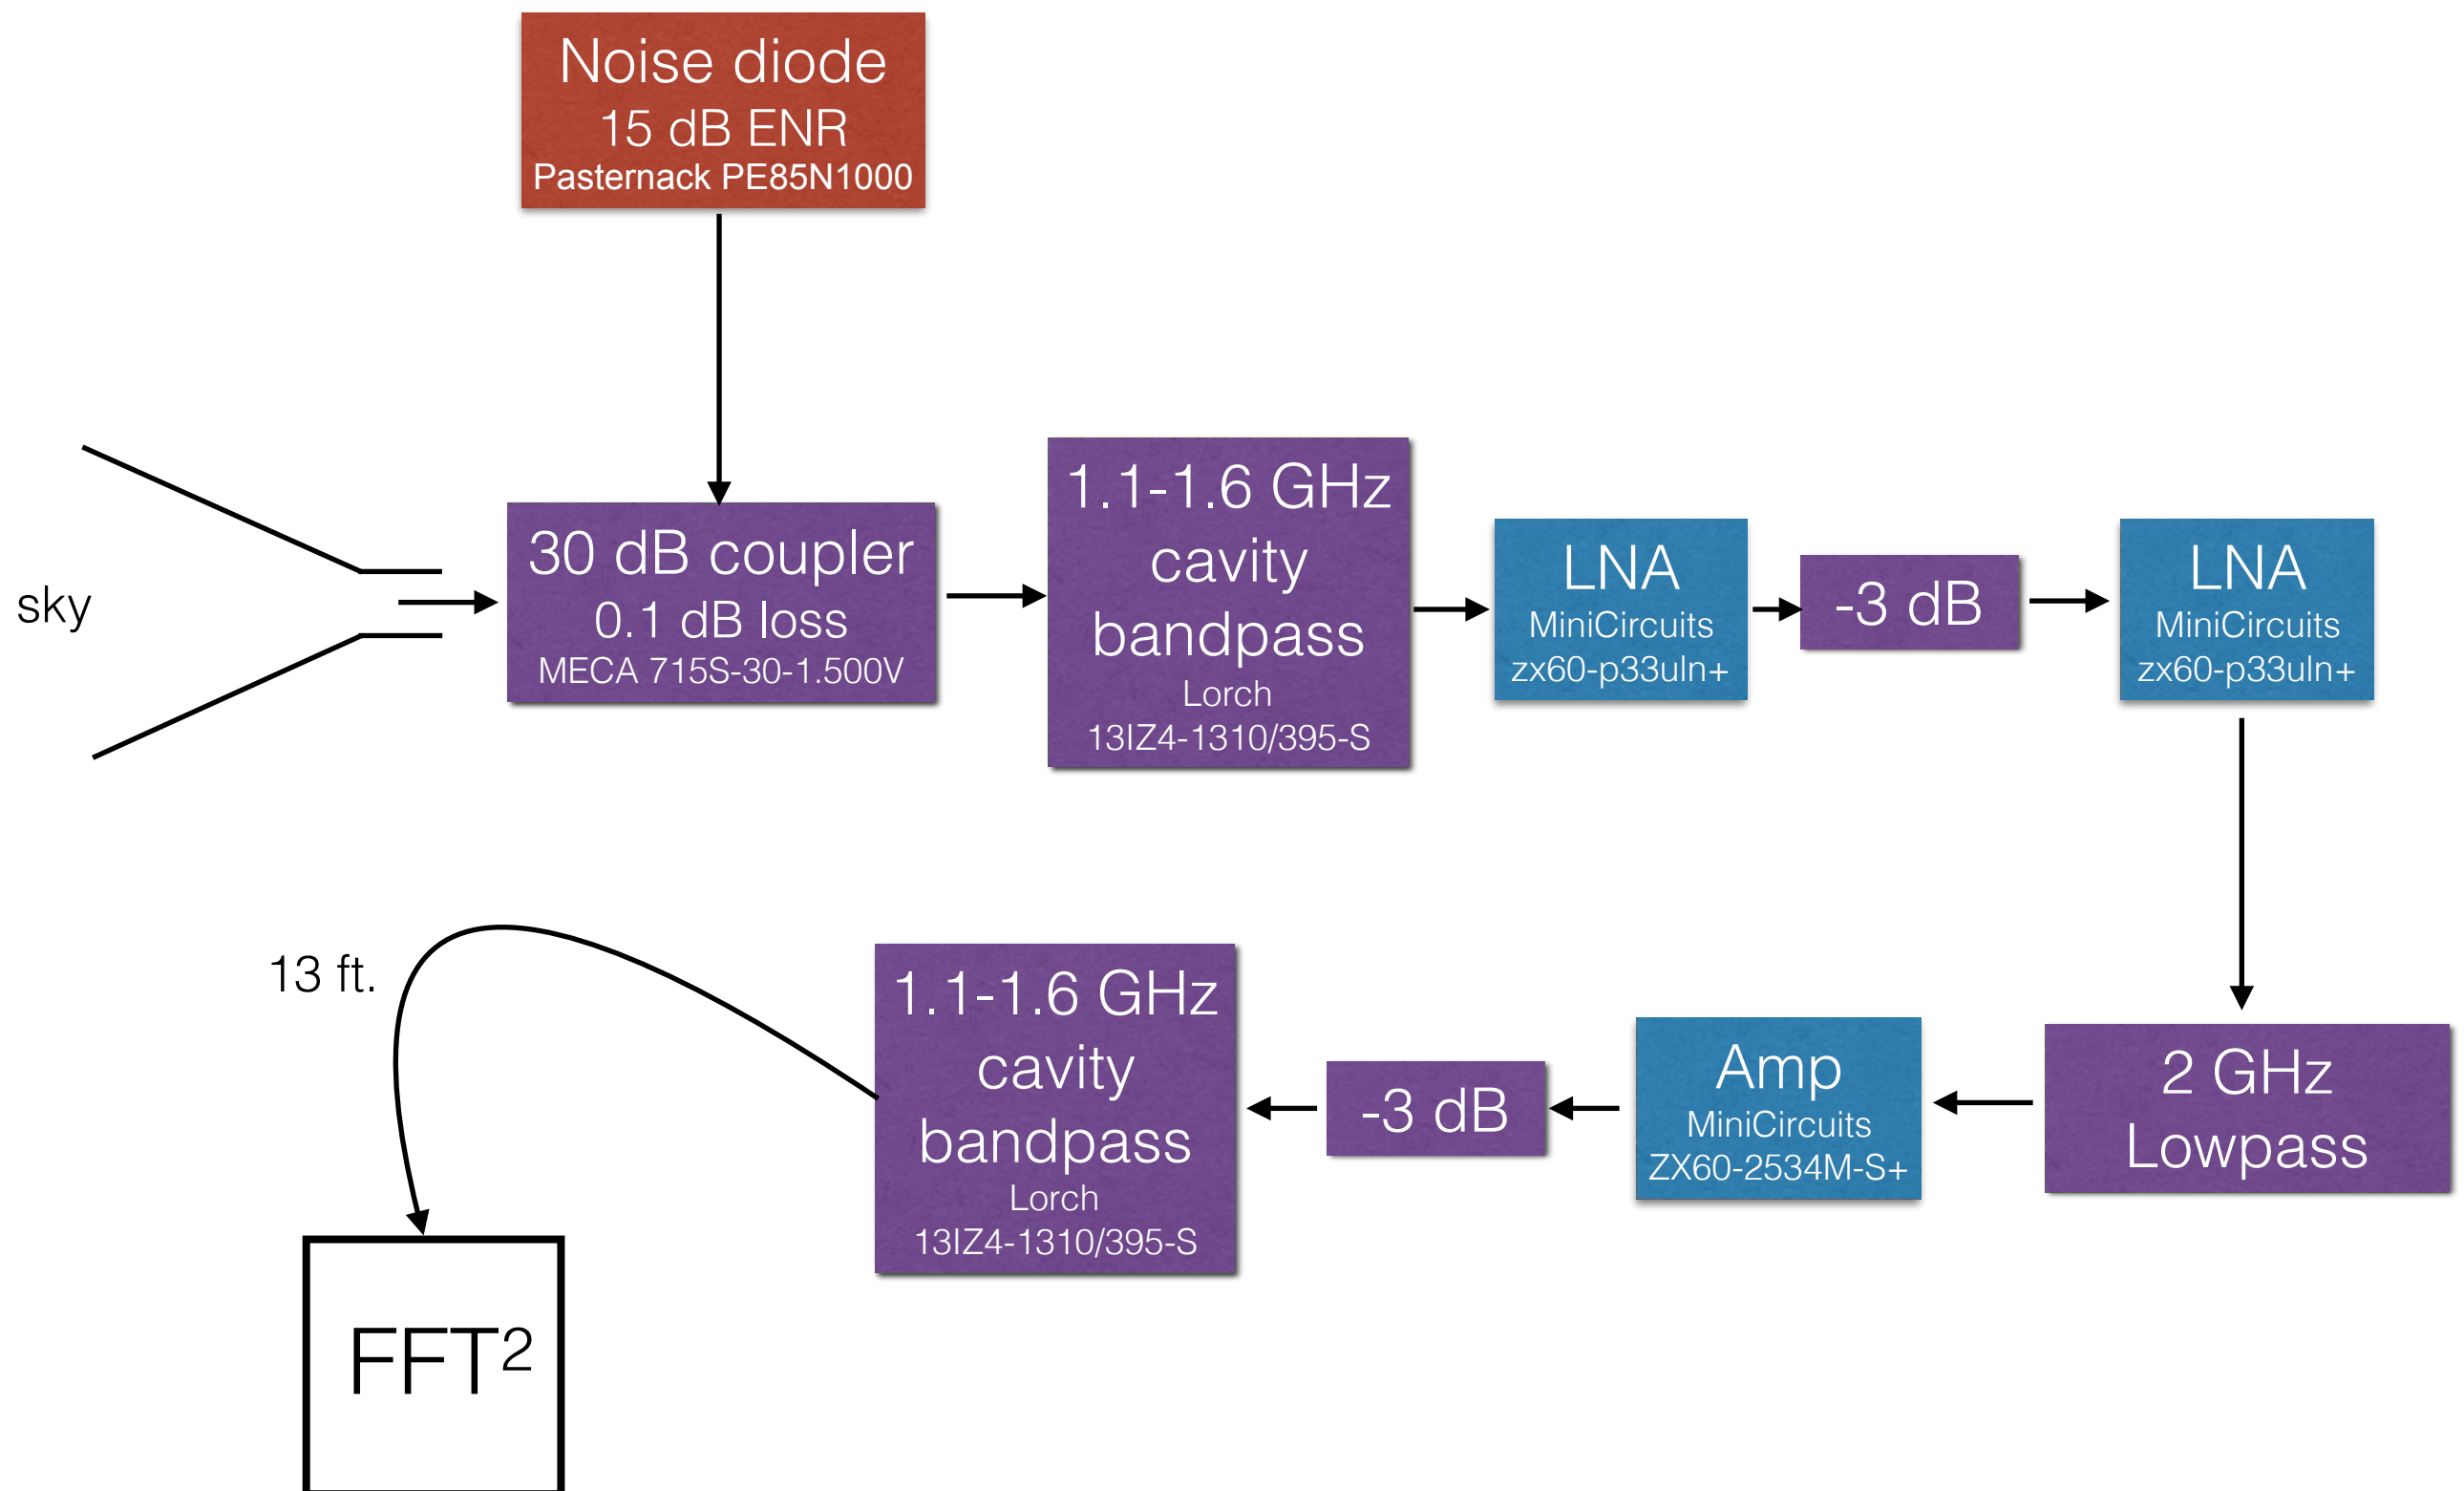 Noise diode
15 dB ENR
Pasternack PE85N1000
sky
30 dB coupler
0.1 dB loss
MECA 715S-30-1.500V
1.1-1.6 GHz
cavity
bandpass
Lorch
13IZ4-1310/395-S
LNA
MiniCircuits
zx60-p33uln+
-3 dB
LNA
MiniCircuits
zx60-p33uln+
2 GHz
Lowpass
Amp
MiniCircuits
ZX60-2534M-S+
-3 dB
1.1-1.6 GHz
cavity
bandpass
Lorch
13IZ4-1310/395-S
13 ft.
FFT²